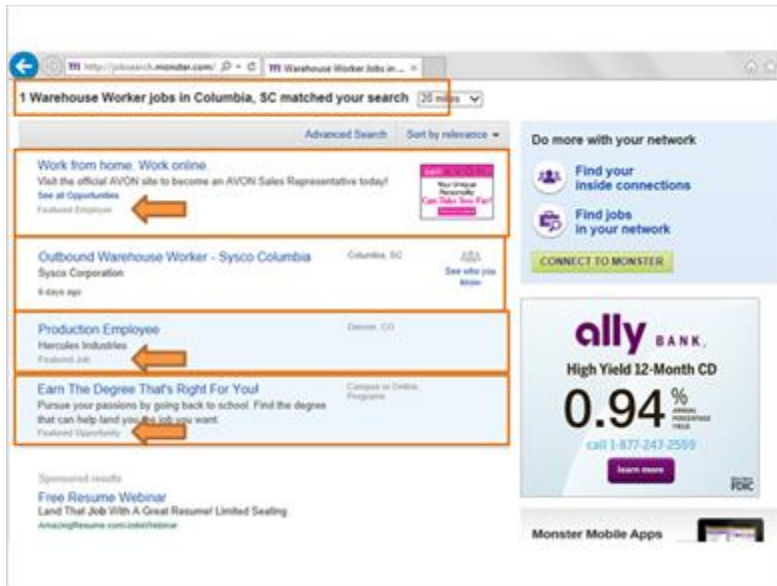 http://jobsearch.monster.com/
Warehouse Worker Jobs in ...
1 Warehouse Worker jobs in Columbia, SC matched your search 20 miles
Advanced Search Sort by relevance
Work from home. Work online.
Visit the official AVON site to become an AVON Sales Representative today!
See all Opportunities
Featured Employer
Your Unique
Personality
Can Take You Far!
Outbound Warehouse Worker - Sysco Columbia
Columbia, SC
Sysco Corporation
See who you
know
6 days ago
Production Employee
Denver, CO
Hercules Industries
Featured Job
Earn The Degree That's Right For You!
Campus or Online
Programs
Pursue your passions by going back to school. Find the degree
that can help land you the job you want.
Featured Opportunity
Sponsored results
Free Resume Webinar
Land That Job With A Great Resume! Limited Seating
AmazingResume.com/JobsWebinar
Do more with your network
Find your
inside connections
Find jobs
in your network
CONNECT TO MONSTER
ally BANK.
High Yield 12-Month CD
0.94 %
ANNUAL
PERCENTAGE
YIELD
call 1-877-247-2559
learn more
FDIC
Monster Mobile Apps